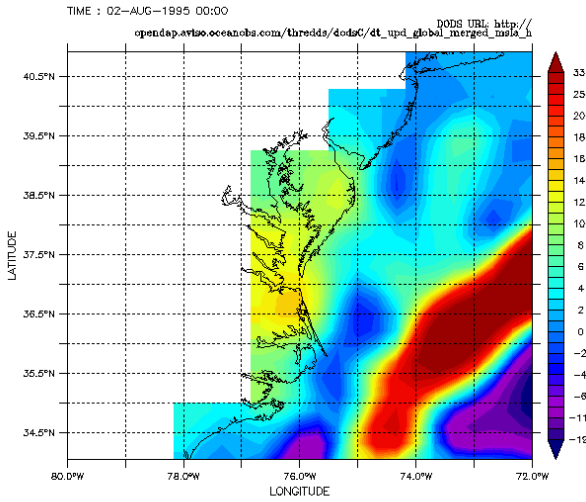 TIME : 02-AUG-1995 00:00
DODS URL: http://
opendap.aviso.oceanobs.com/thredds/dodsC/dt_upd_global_merged_msla_h
40.5°N
39.5°N
38.5°N
37.5°N
36.5°N
35.5°N
34.5°N
LATITUDE
80.0°W 78.0°W 76.0°W 74.0°W 72.0°W
LONGITUDE
33
24
20
18
16
14
12
10
8
6
4
2
0
-2
-4
-6
-11
-19